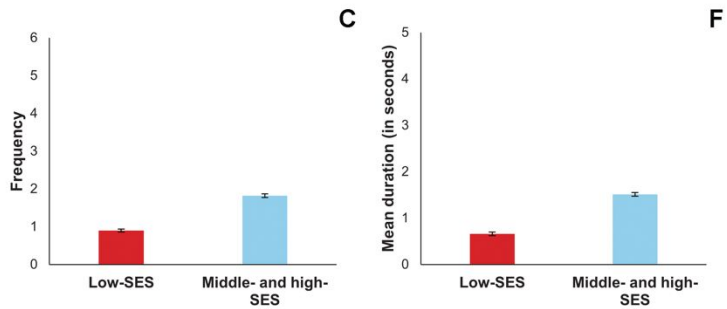 C
6
5
4
3
2
1
0
Frequency
Low-SES
Middle- and high-
SES
F
5
4
3
2
1
0
Mean duration (in seconds)
Low-SES
Middle- and high-
SES